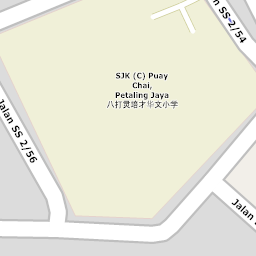 SS 2/54
SJK (C) Puay
Chai,
Petaling Jaya
八打灵培才华文小学
Jalan SS 2/56
Jalan